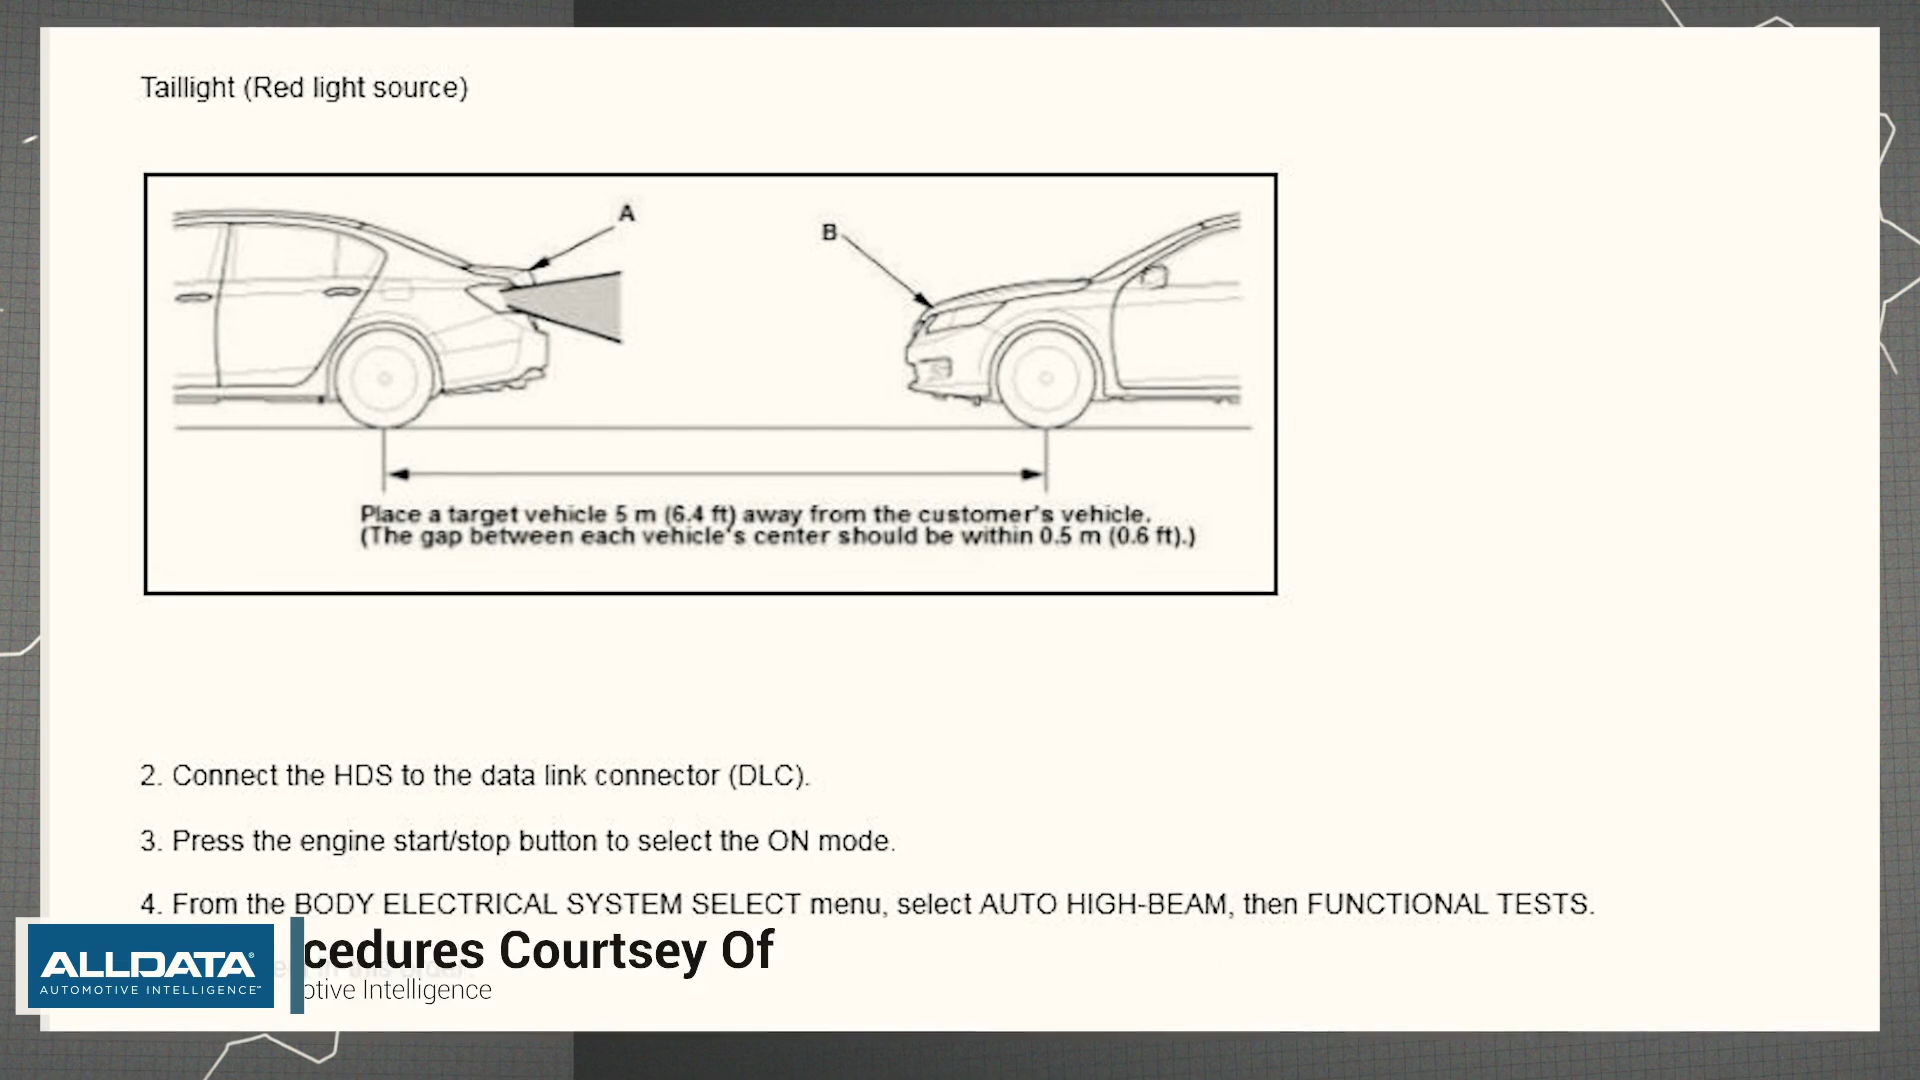 Taillight (Red light source)
A
B
Place a target vehicle 5 m (6.4 ft) away from the customer's vehicle.
(The gap between each vehicle's center should be within 0.5 m (0.6 ft).)
2. Connect the HDS to the data link connector (DLC).
3. Press the engine start/stop button to select the ON mode.
4. From the BODY ELECTRICAL SYSTEM SELECT menu, select AUTO HIGH-BEAM, then FUNCTIONAL TESTS.
ALLDATA®
AUTOMOTIVE INTELLIGENCE℠
cedures Courtsey Of
otive Intelligence